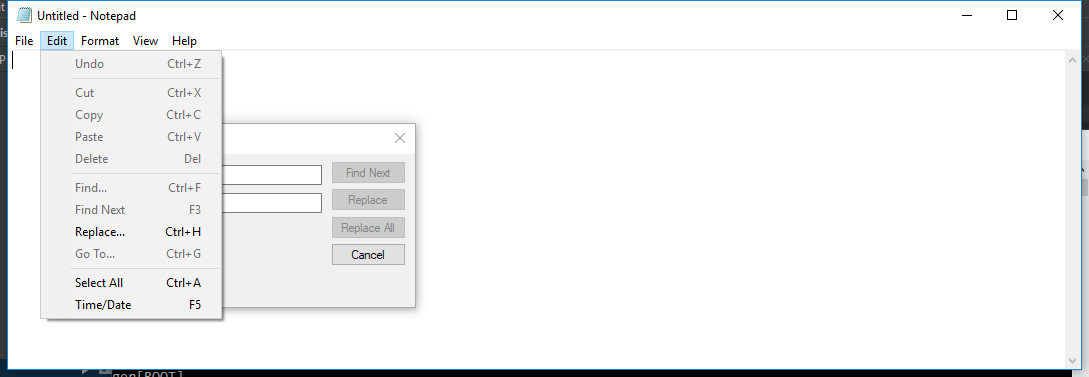 Untitled - Notepad
File Edit Format View Help
Undo Ctrl+Z
Cut Ctrl+X
Copy Ctrl+C
Paste Ctrl+V
Delete Del
Find... Ctrl+F
Find Next F3
Replace... Ctrl+H
Go To... Ctrl+G
Select All Ctrl+A
Time/Date F5
Find Next
Replace
Replace All
Cancel